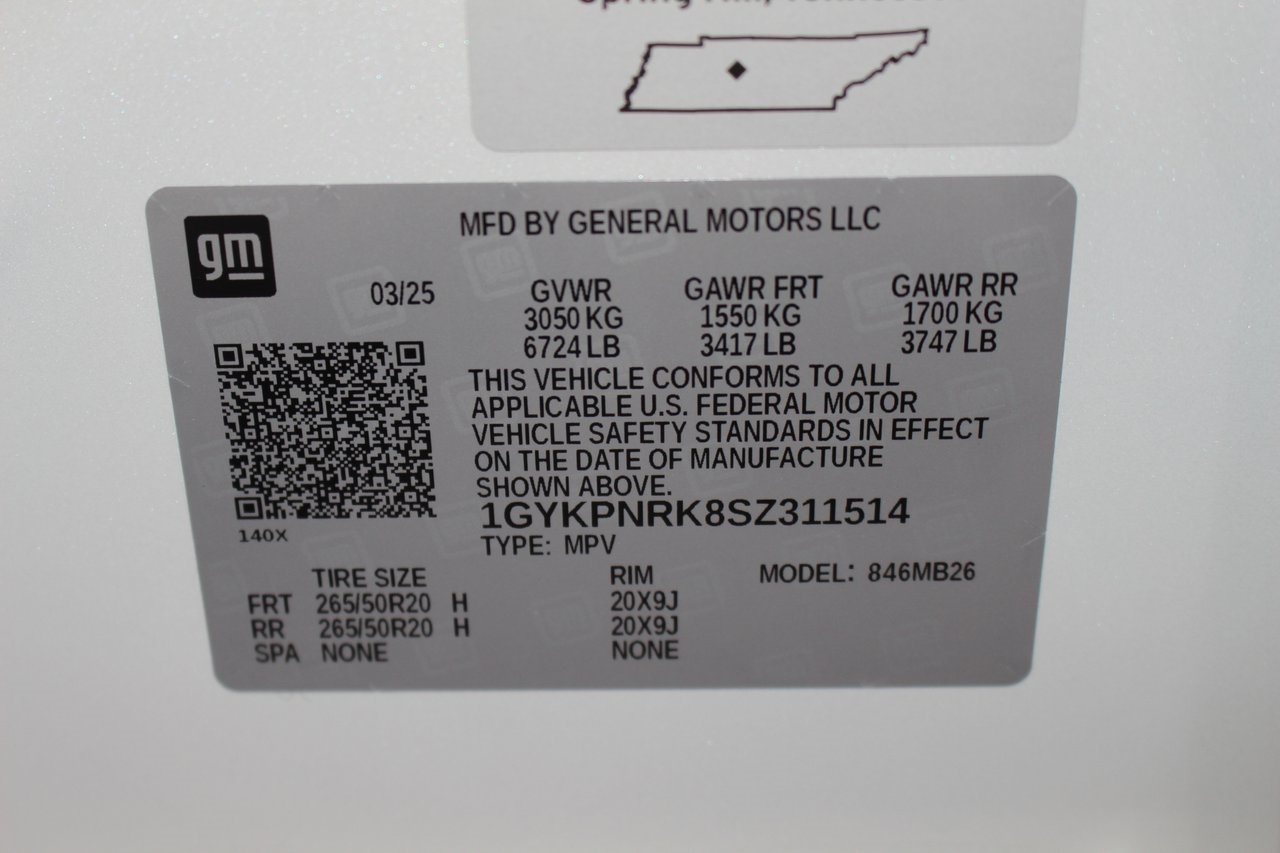 Spring Hill, Tennessee
gm
MFD BY GENERAL MOTORS LLC
03/25
GVWR GAWR FRT GAWR RR
3050 KG 1550 KG 1700 KG
6724 LB 3417 LB 3747 LB
THIS VEHICLE CONFORMS TO ALL
APPLICABLE U.S. FEDERAL MOTOR
VEHICLE SAFETY STANDARDS IN EFFECT
ON THE DATE OF MANUFACTURE
SHOWN ABOVE.
1GYKPNRK8SZ311514
140X
TYPE: MPV
TIRE SIZE RIM MODEL: 846MB26
FRT 265/50R20 H 20X9J
RR 265/50R20 H 20X9J
SPA NONE NONE